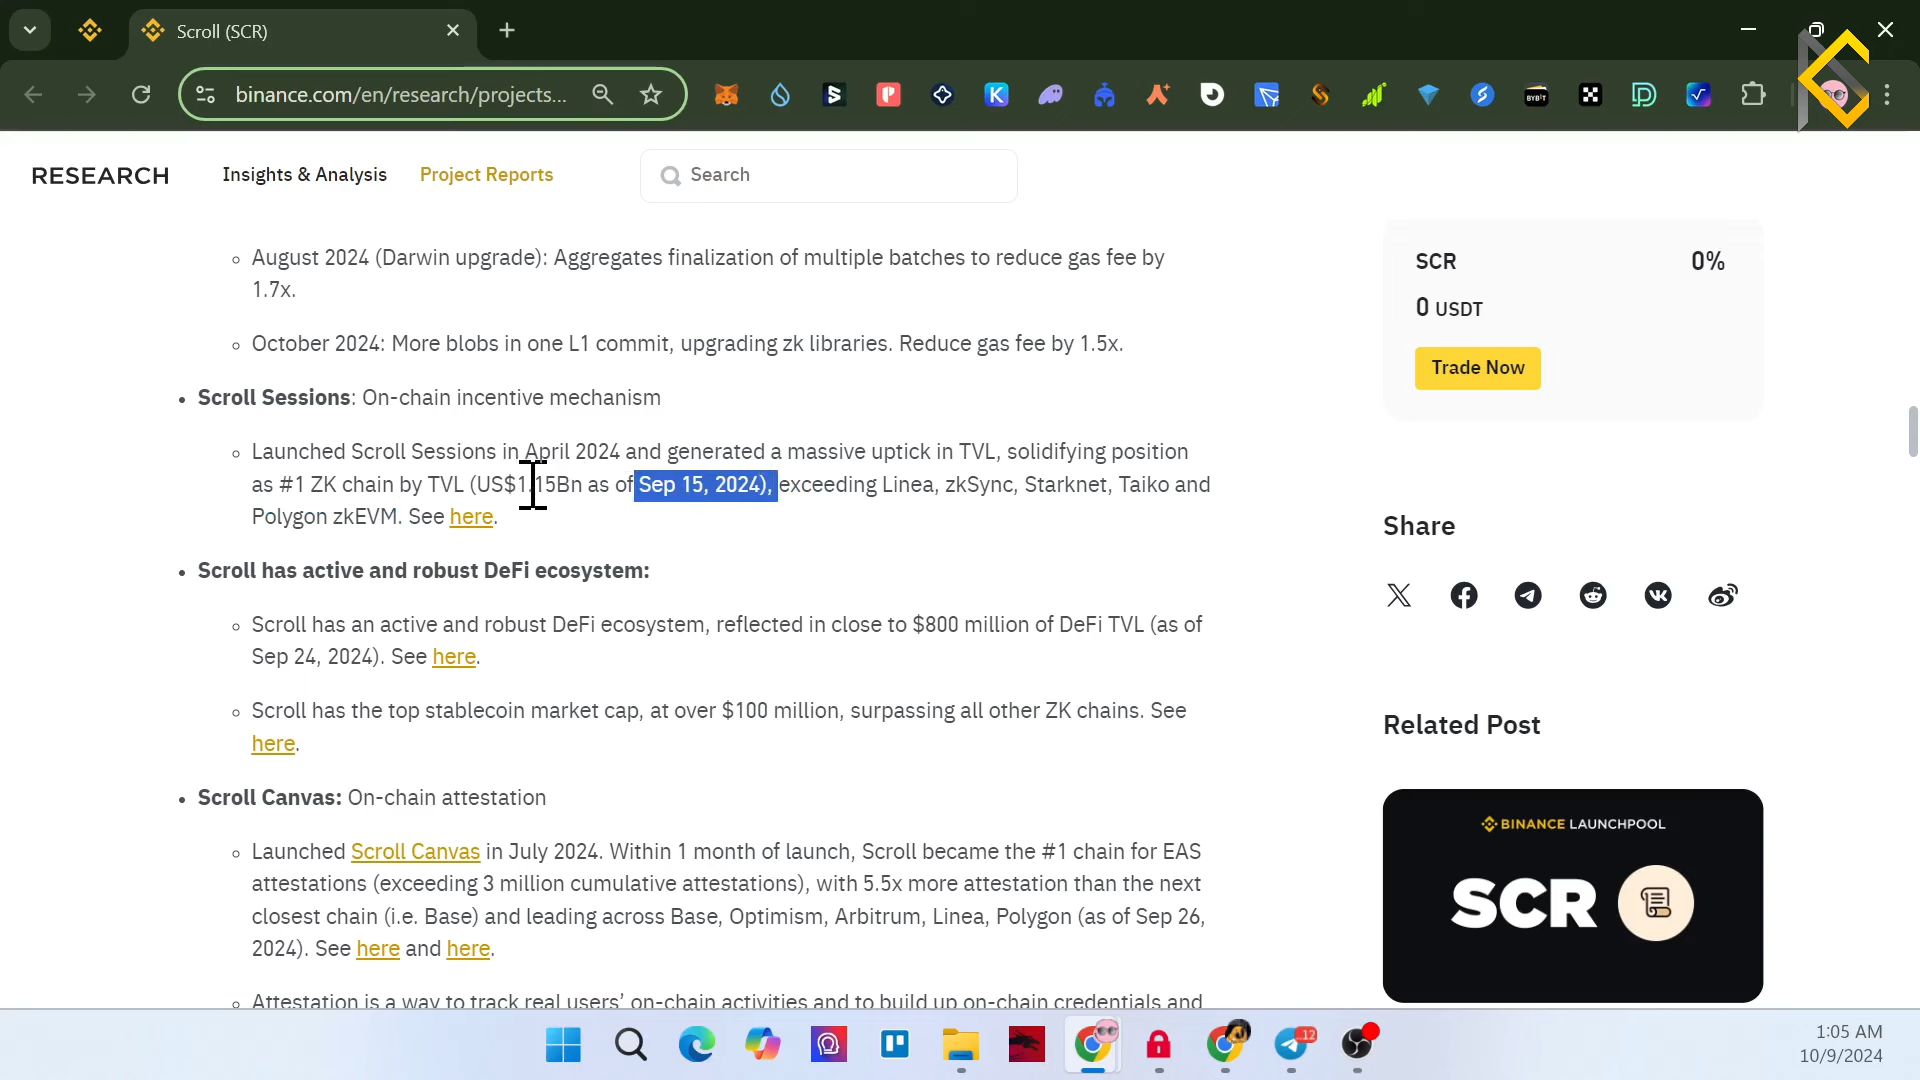 Scroll (SCR)
binance.com/en/research/projects...
RESEARCH
Insights & Analysis
Project Reports
Search
August 2024 (Darwin upgrade): Aggregates finalization of multiple batches to reduce gas fee by
1.7x.
October 2024: More blobs in one L1 commit, upgrading zk libraries. Reduce gas fee by 1.5x.
Scroll Sessions: On-chain incentive mechanism
Launched Scroll Sessions in April 2024 and generated a massive uptick in TVL, solidifying position
as #1 ZK chain by TVL (US$1.15Bn as of Sep 15, 2024), exceeding Linea, zkSync, Starknet, Taiko and
Polygon zkEVM. See here.
Scroll has active and robust DeFi ecosystem:
Scroll has an active and robust DeFi ecosystem, reflected in close to $800 million of DeFi TVL (as of
Sep 24, 2024). See here.
Scroll has the top stablecoin market cap, at over $100 million, surpassing all other ZK chains. See
here.
Scroll Canvas: On-chain attestation
Launched Scroll Canvas in July 2024. Within 1 month of launch, Scroll became the #1 chain for EAS
attestations (exceeding 3 million cumulative attestations), with 5.5x more attestation than the next
closest chain (i.e. Base) and leading across Base, Optimism, Arbitrum, Linea, Polygon (as of Sep 26,
2024). See here and here.
Attestation is a way to track real users’ on-chain activities and to build up on-chain credentials and
SCR 0%
0 USDT
Trade Now
Share
Related Post
BINANCE LAUNCHPOOL
SCR
12
1:05 AM
10/9/2024